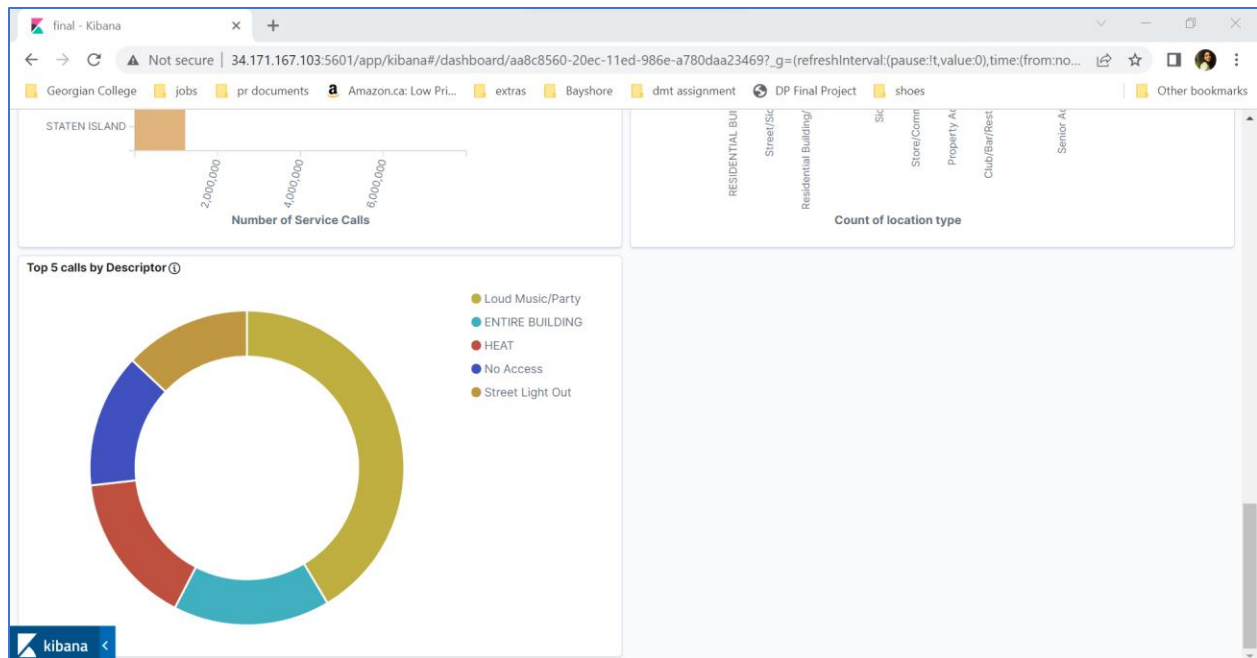 final - Kibana
Not secure | 34.171.167.103:5601/app/kibana#/dashboard/aa8c8560-20ec-11ed-986e-a780daa23469?_g=(refreshInterval:(pause:!t,value:0),time:(from:no...
Georgian College jobs pr documents Amazon.ca: Low Pri... extras Bayshore dmt assignment DP Final Project shoes Other bookmarks
STATEN ISLAND
2,000,000
4,000,000
6,000,000
Number of Service Calls
RESIDENTIAL BUI
Street/Sic
Residential Building/
Sic
Store/Comm
Property Ac
Club/Bar/Rest
Senior Ac
Count of location type
Top 5 calls by Descriptor
Loud Music/Party
ENTIRE BUILDING
HEAT
No Access
Street Light Out
kibana